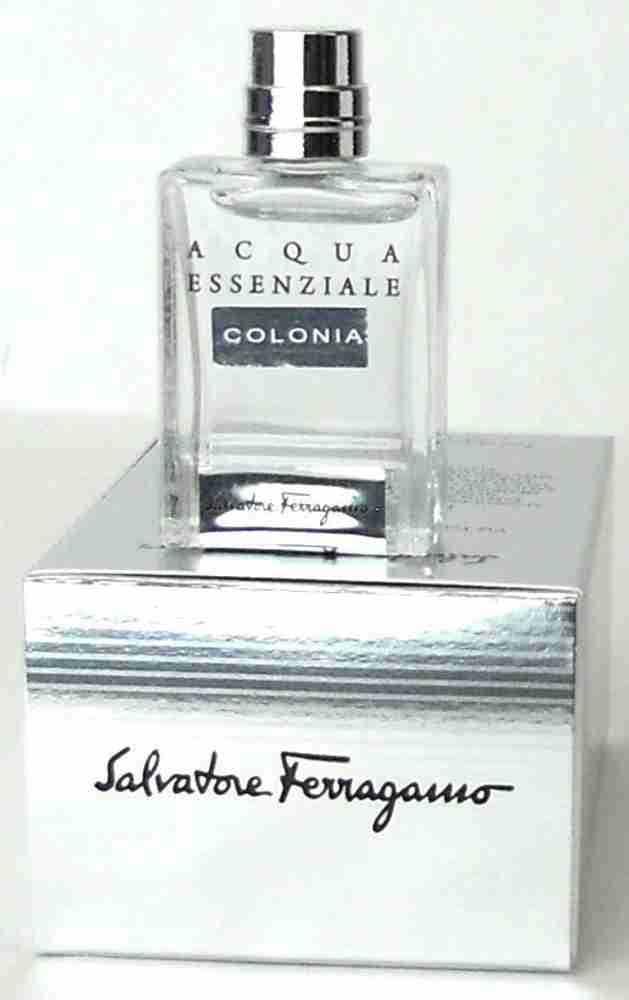 ACQUA
ESSENZIALE
COLONIA
Salvatore Ferragamo
Salvatore Ferragamo